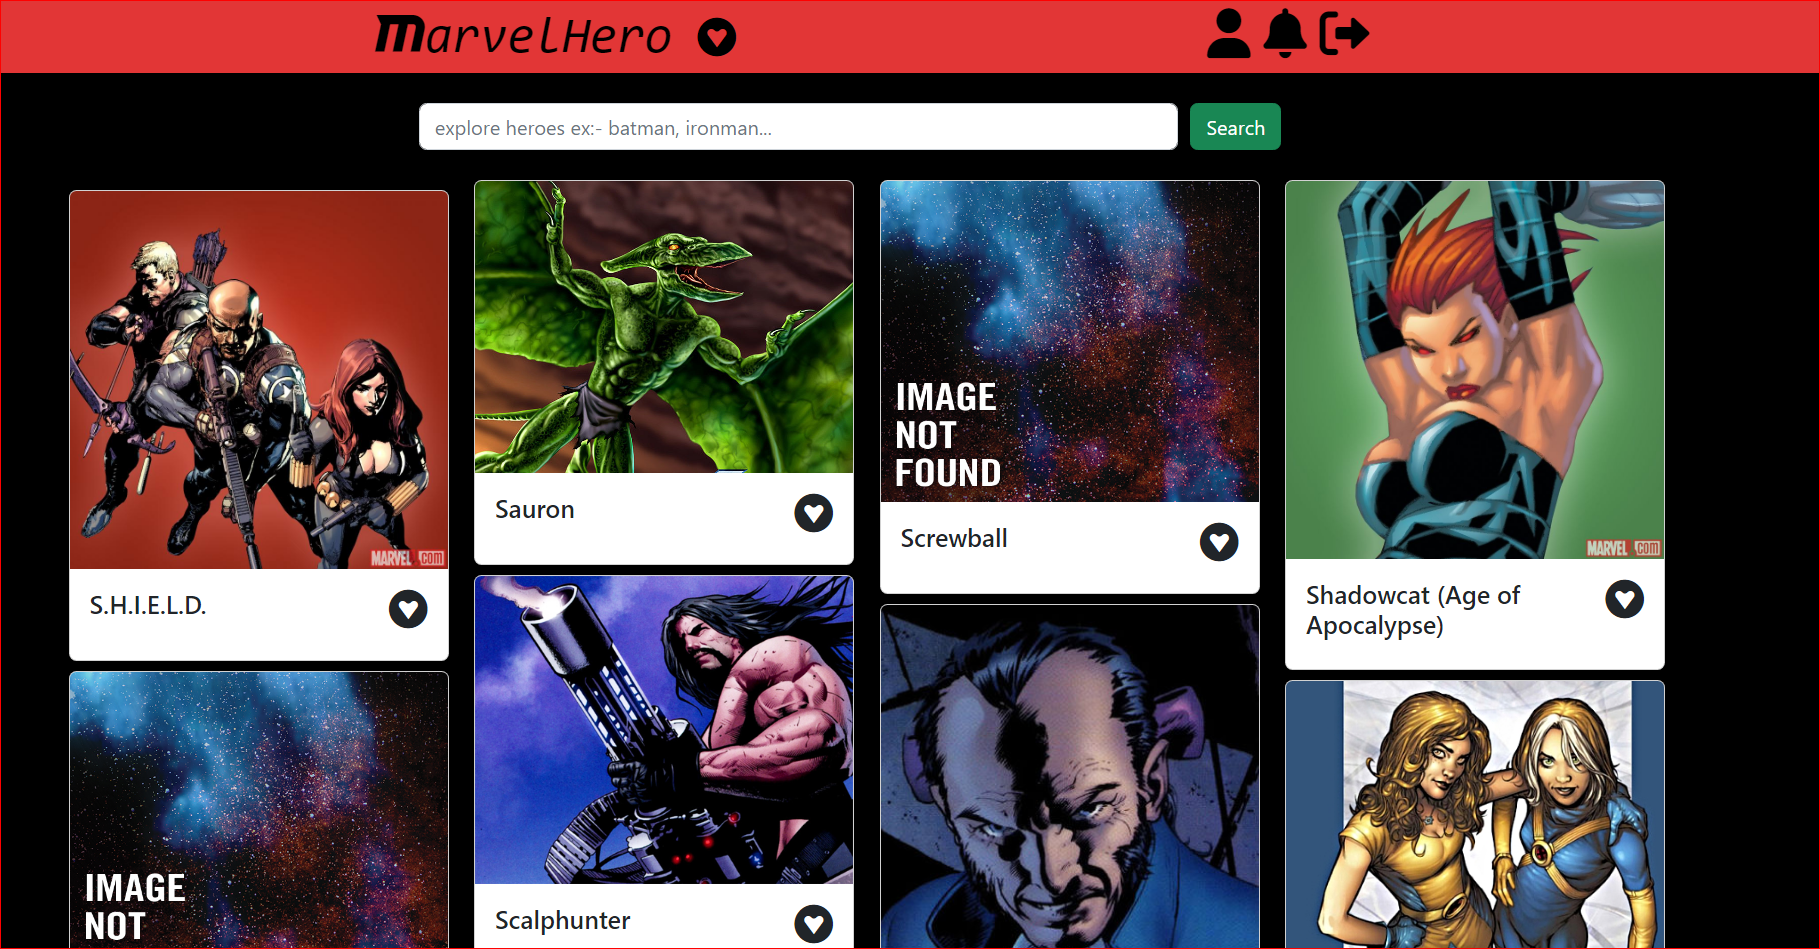 MarvelHero
explore heroes ex:- batman, ironman...
Search
MARVEL.COM
S.H.I.E.L.D.
IMAGE
NOT
Sauron
Scalphunter
IMAGE
NOT
FOUND
Screwball
MARVEL.COM
Shadowcat (Age of
Apocalypse)